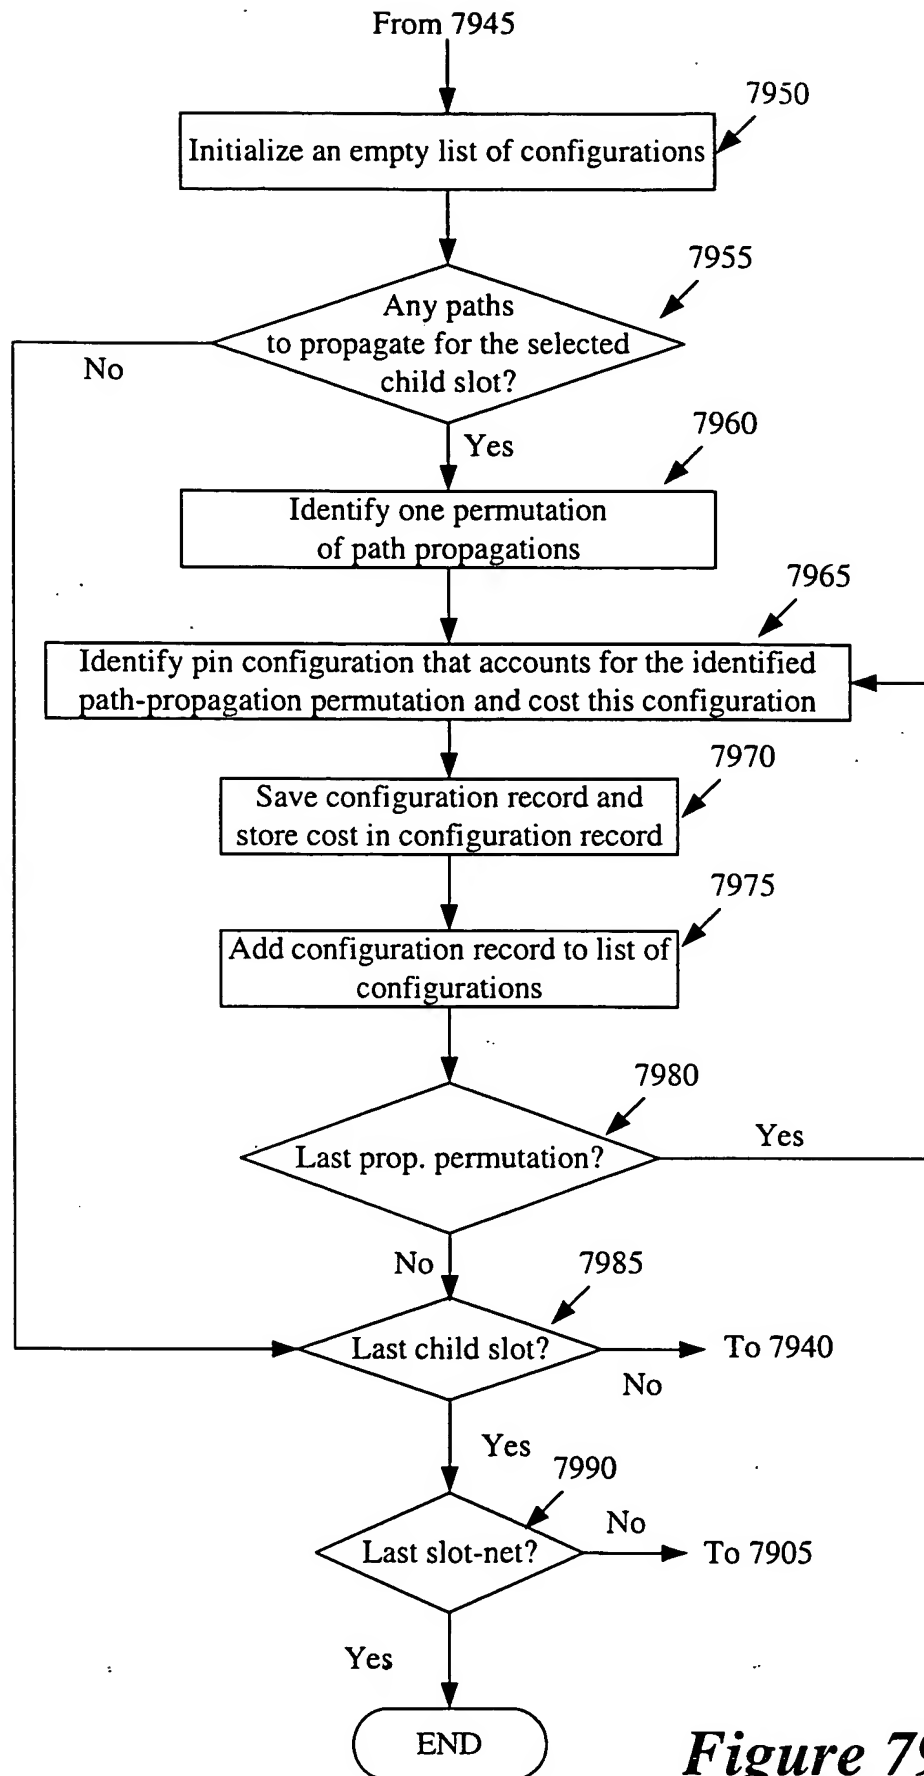 From 7945
7950
Initialize an empty list of configurations
7955
Any paths
to propagate for the selected
child slot?
No
7960
Yes
Identify one permutation
of path propagations
7965
Identify pin configuration that accounts for the identified
path-propagation permutation and cost this configuration
7970
Save configuration record and
store cost in configuration record
7975
Add configuration record to list of
configurations
7980
Last prop. permutation?
Yes
No
7985
Last child slot?
To 7940
No
Yes
7990
Last slot-net?
No
To 7905
Yes
END
Figure 79